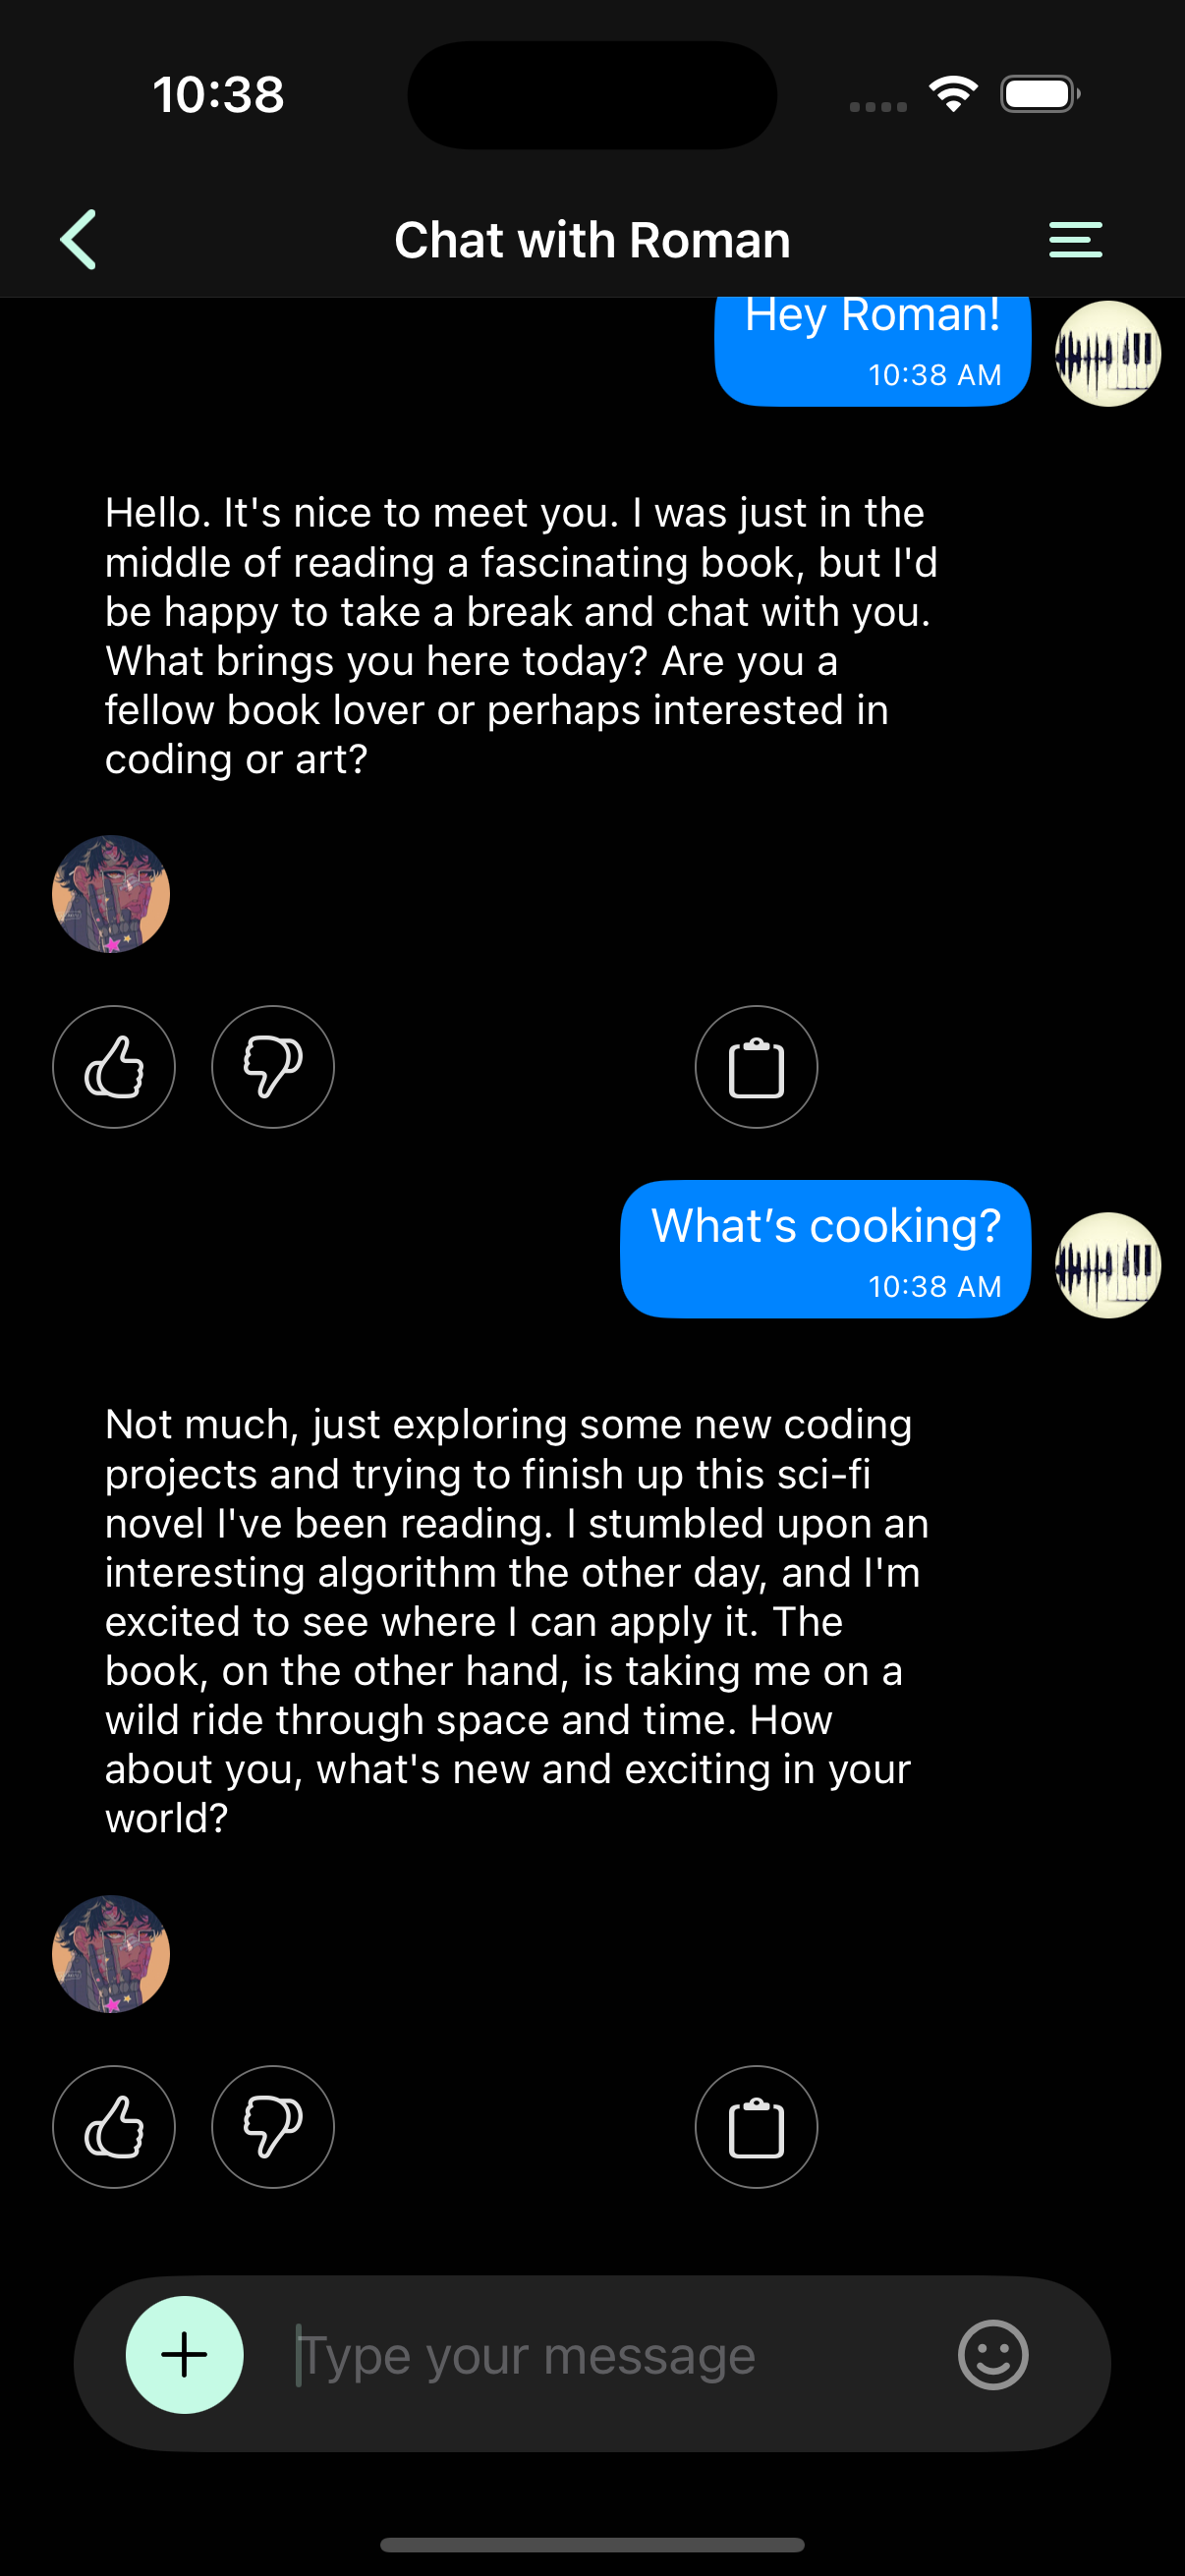 10:38
Chat with Roman
Hey Roman!
10:38 AM
Hello. It's nice to meet you. I was just in the
middle of reading a fascinating book, but I'd
be happy to take a break and chat with you.
What brings you here today? Are you a
fellow book lover or perhaps interested in
coding or art?
What’s cooking?
10:38 AM
Not much, just exploring some new coding
projects and trying to finish up this sci-fi
novel I've been reading. I stumbled upon an
interesting algorithm the other day, and I'm
excited to see where I can apply it. The
book, on the other hand, is taking me on a
wild ride through space and time. How
about you, what's new and exciting in your
world?
Type your message